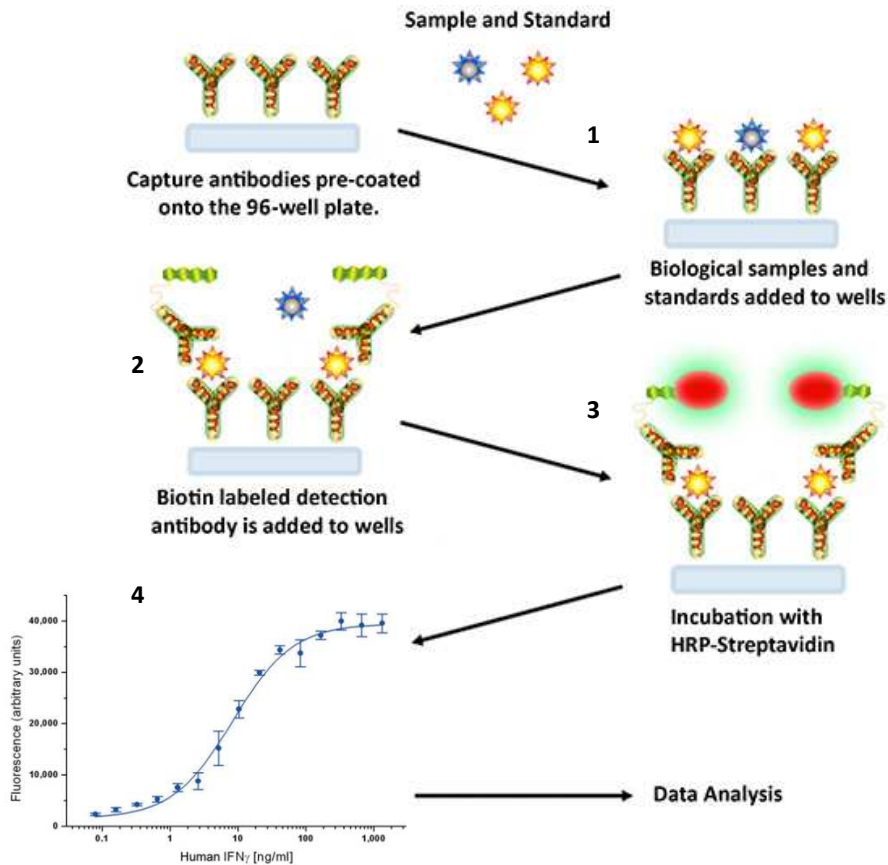 Sample and Standard
1
Capture antibodies pre-coated
onto the 96-well plate.
Biological samples and
standards added to wells
2
Biotin labeled detection
antibody is added to wells
3
Incubation with
HRP-Streptavidin
4
40,000
30,000
20,000
10,000
0
Fluorescence (arbitrary units)
0.1 1 10 100 1,000
Human IFNγ [ng/ml]
Data Analysis